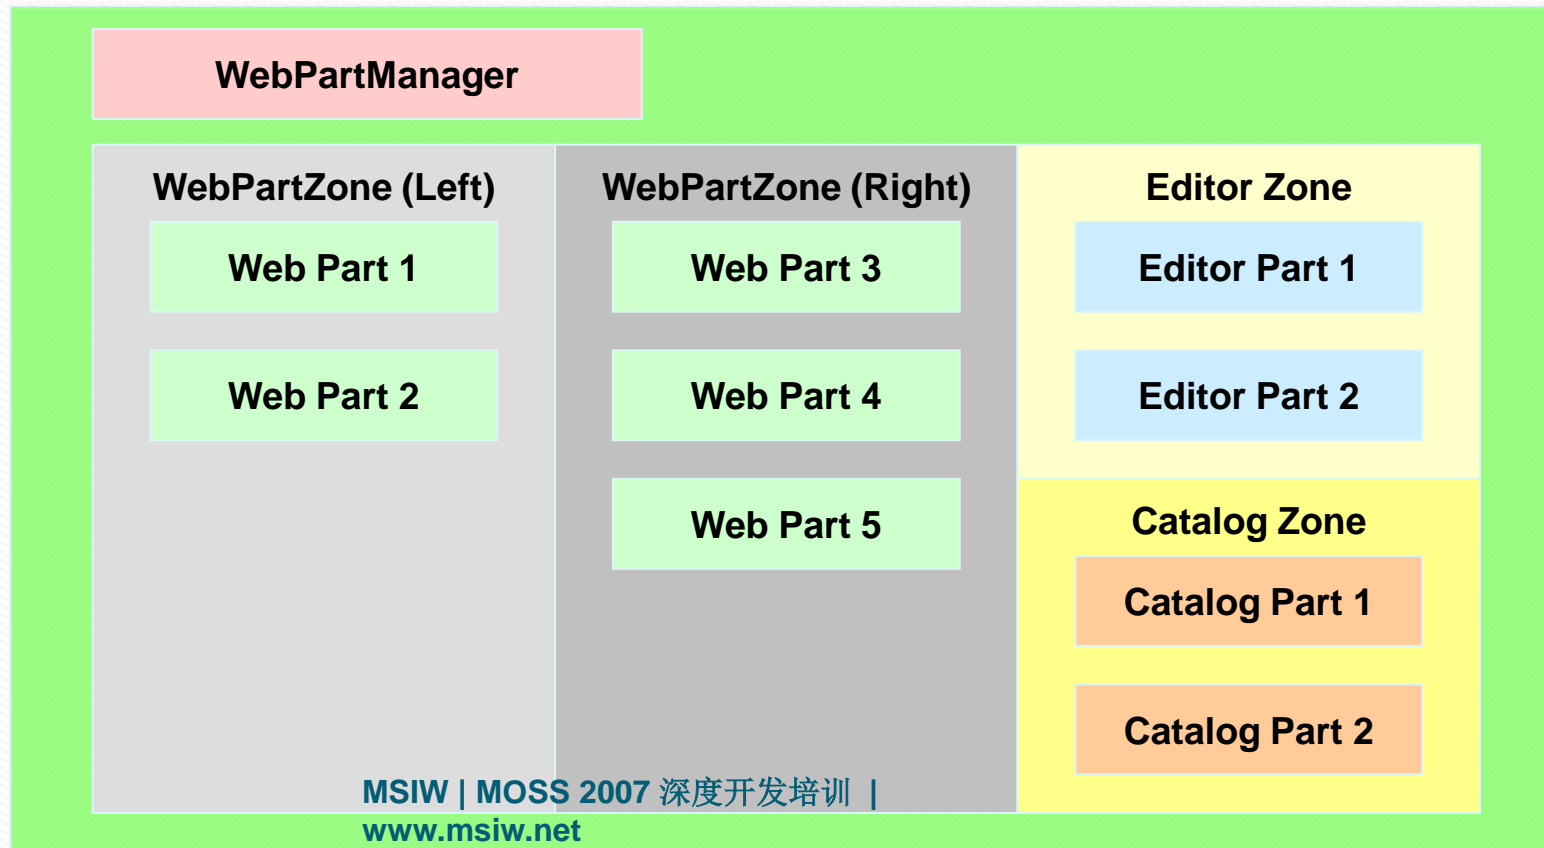 WebPartManager
WebPartZone (Left)
Web Part 1
Web Part 2
WebPartZone (Right)
Web Part 3
Web Part 4
Web Part 5
Editor Zone
Editor Part 1
Editor Part 2
Catalog Zone
Catalog Part 1
Catalog Part 2
MSIW | MOSS 2007 深度开发培训 |
www.msiw.net